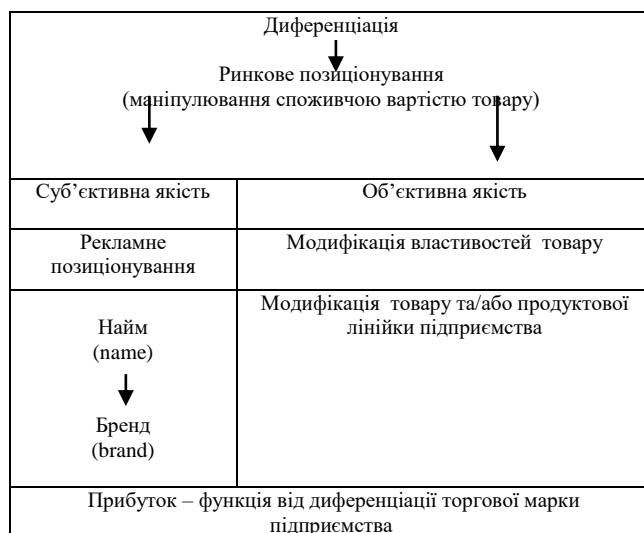 Диференціація
Ринкове позиціонування
(маніпулювання споживчою вартістю товару)
Суб’єктивна якість
Об’єктивна якість
Рекламне
позиціонування
Модифікація властивостей товару
Найм
(name)
Бренд
(brand)
Модифікація товару та/або продуктової
лінійки підприємства
Прибуток – функція від диференціації торгової марки
підприємства